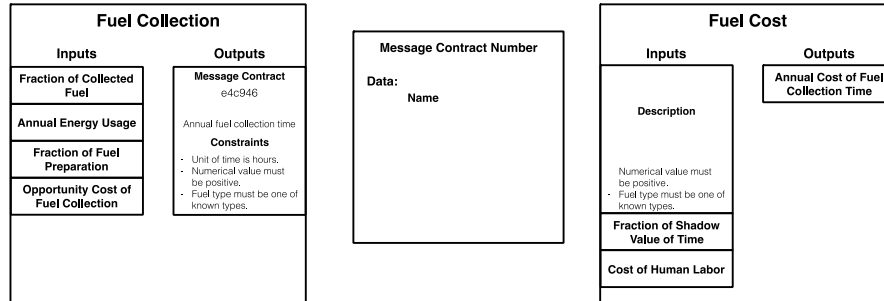 Fuel Collection
Inputs
Outputs
Fraction of Collected
Fuel
Annual Energy Usage
Fraction of Fuel
Preparation
Opportunity Cost of
Fuel Collection
Message Contract
e4c946
Annual fuel collection time
Constraints
- Unit of time is hours.
- Numerical value must
be positive.
- Fuel type must be one of
known types.
Message Contract Number
Data:
Name
Fuel Cost
Inputs
Outputs
Description
Numerical value must
be positive.
- Fuel type must be one of
known types.
Fraction of Shadow
Value of Time
Cost of Human Labor
Annual Cost of Fuel
Collection Time